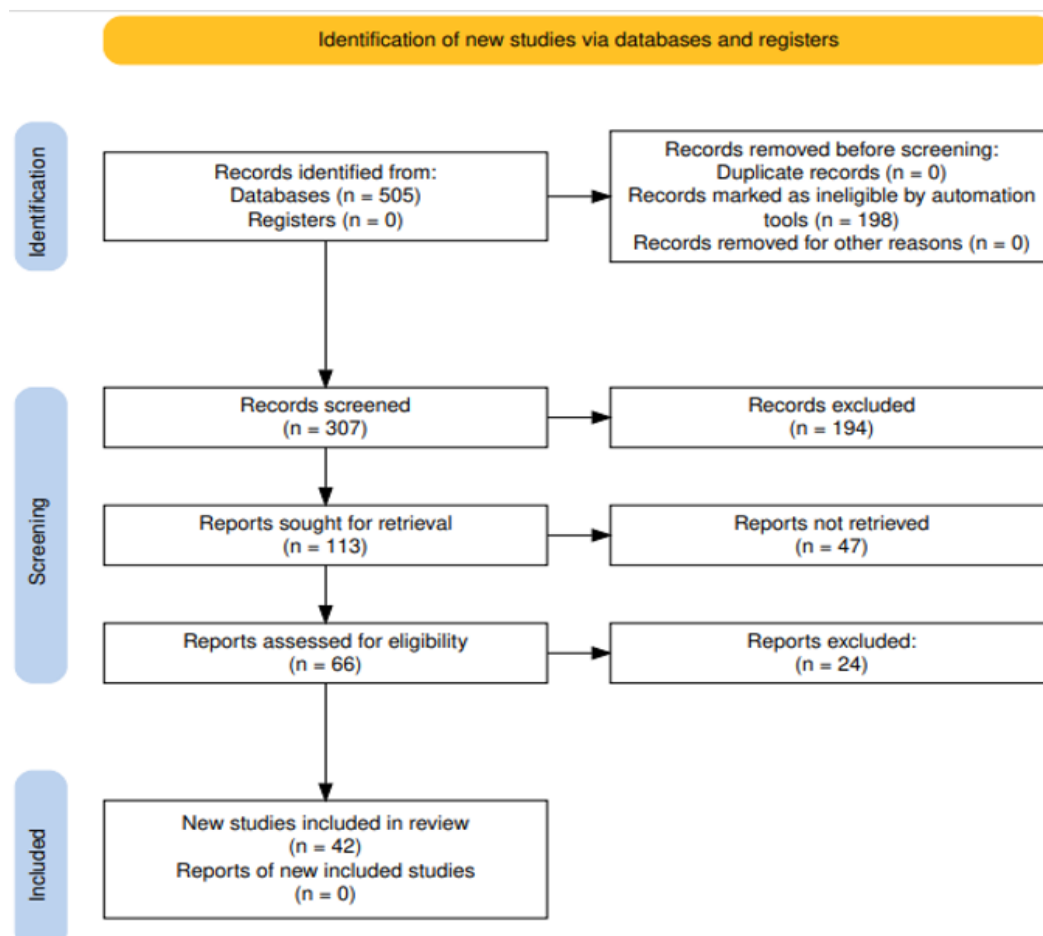 Identification of new studies via databases and registers
Identification
Records identified from:
Databases (n = 505)
Registers (n = 0)
Records removed before screening:
Duplicate records (n = 0)
Records marked as ineligible by automation
tools (n = 198)
Records removed for other reasons (n = 0)
Screening
Records screened
(n = 307)
Records excluded
(n = 194)
Reports sought for retrieval
(n = 113)
Reports not retrieved
(n = 47)
Reports assessed for eligibility
(n = 66)
Reports excluded:
(n = 24)
Included
New studies included in review
(n = 42)
Reports of new included studies
(n = 0)